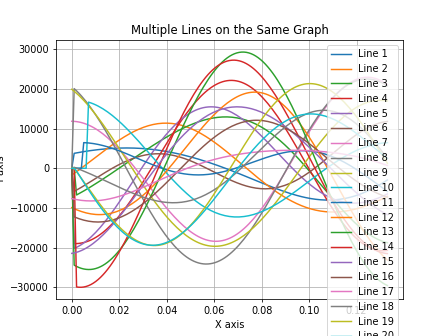 Multiple Lines on the Same Graph
30000
20000
10000
0
−10000
−20000
−30000
0.00
0.02
0.04
0.06
0.08
0.10
X axis
axis
Line 1
Line 2
Line 3
Line 4
Line 5
Line 6
Line 7
Line 8
Line 9
Line 10
Line 11
Line 12
Line 13
Line 14
Line 15
Line 16
Line 17
Line 18
Line 19
Line 20